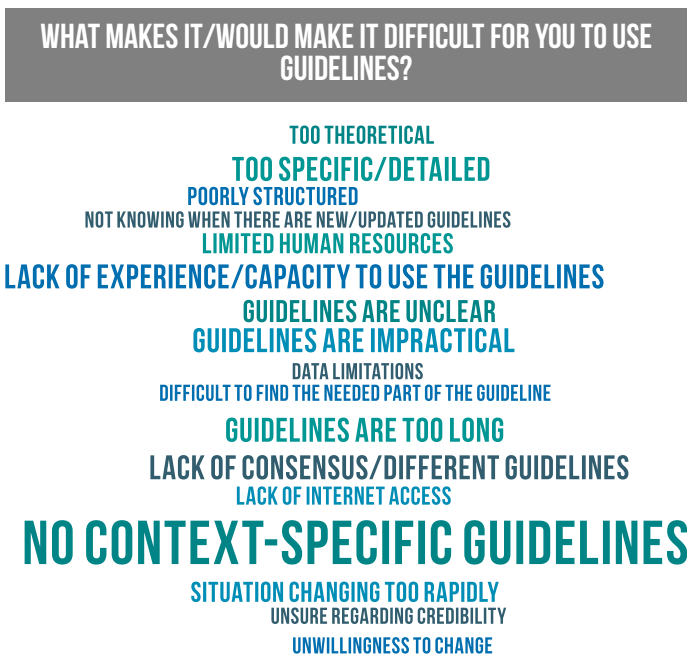 WHAT MAKES IT/WOULD MAKE IT DIFFICULT FOR YOU TO USE
GUIDELINES?
TOO THEORETICAL
TOO SPECIFIC/DETAILED
POORLY STRUCTURED
NOT KNOWING WHEN THERE ARE NEW/UPDATED GUIDELINES
LIMITED HUMAN RESOURCES
LACK OF EXPERIENCE/CAPACITY TO USE THE GUIDELINES
GUIDELINES ARE UNCLEAR
GUIDELINES ARE IMPRACTICAL
DATA LIMITATIONS
DIFFICULT TO FIND THE NEEDED PART OF THE GUIDELINE
GUIDELINES ARE TOO LONG
LACK OF CONSENSUS/DIFFERENT GUIDELINES
LACK OF INTERNET ACCESS
NO CONTEXT-SPECIFIC GUIDELINES
SITUATION CHANGING TOO RAPIDLY
UNSURE REGARDING CREDIBILITY
UNWILLINGNESS TO CHANGE